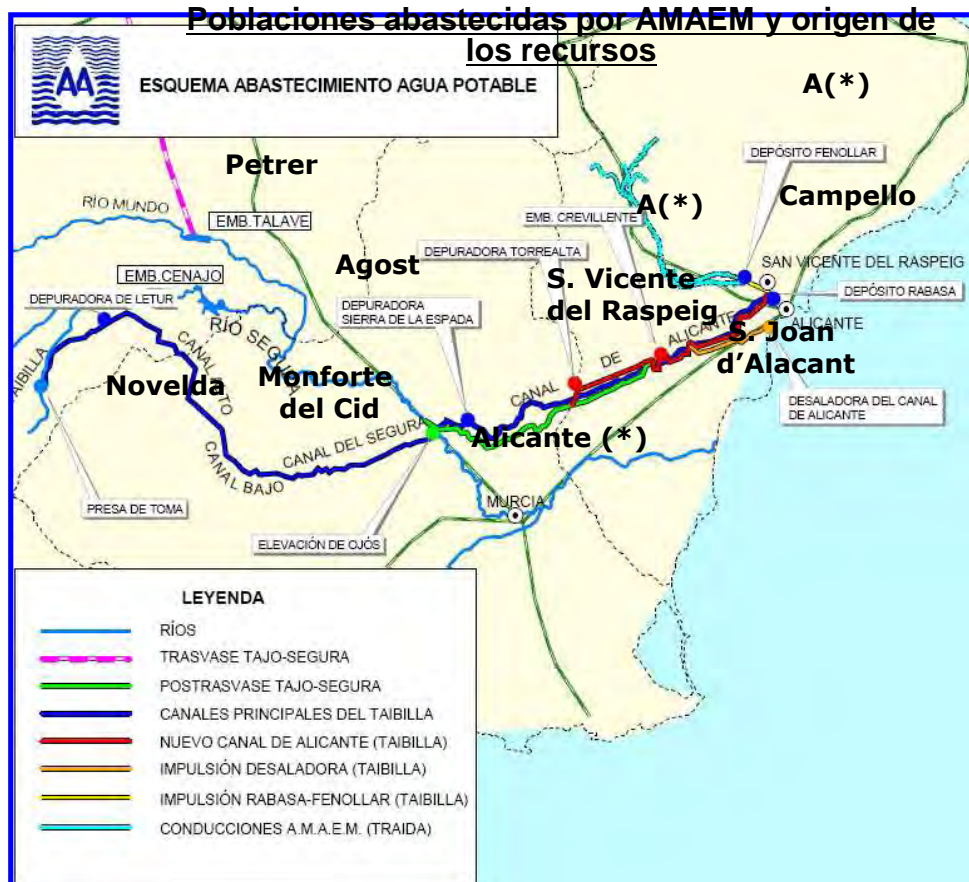 Poblaciones abastecidas por AMAEM y origen de
los recursos
AA
ESQUEMA ABASTECIMIENTO AGUA POTABLE
A(*)
Petrer
DEPÓSITO FENOLLAR
RÍO MUNDO
EMB.TALAVE
EMB. CREVILLENTE
A(*)
Campello
DEPURADORA TORREALTA
Agost
SAN VICENTE DEL RASPEIG
EMB.CENAJO
S. Vicente
del Raspeig
DEPÓSITO RABASA
DEPURADORA DE LETUR
DEPURADORA
SIERRA DE LA ESPADA
RÍO SEGURA
ALICANTE
S. Joan
d'Alacant
CANAL DE ALICANTE
TAIBILLA
Novelda
CANAL ALTO
Monforte
del Cid
DESALADORA DEL CANAL
DE ALICANTE
CANAL DEL SEGURA
Alicante (*)
CANAL BAJO
PRESA DE TOMA
MURCIA
ELEVACIÓN DE OJÓS
LEYENDA
RÍOS
TRASVASE TAJO-SEGURA
POSTRASVASE TAJO-SEGURA
CANALES PRINCIPALES DEL TAIBILLA
NUEVO CANAL DE ALICANTE (TAIBILLA)
IMPULSIÓN DESALADORA (TAIBILLA)
IMPULSIÓN RABASA-FENOLLAR (TAIBILLA)
CONDUCCIONES A.M.A.E.M. (TRAIDA)